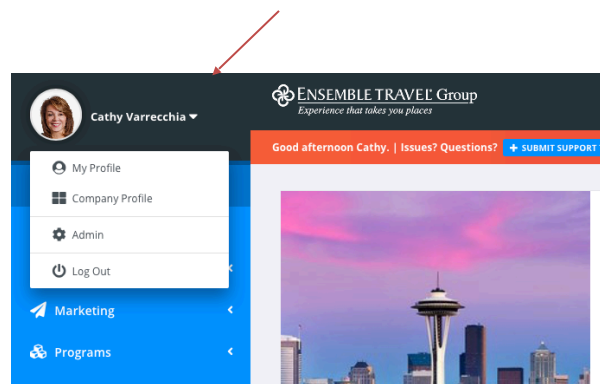 Cathy Varrecchia
ENSEMBLE TRAVEL® Group
Experience that takes you places
Good afternoon Cathy. | Issues? Questions? + SUBMIT SUPPORT
My Profile
Company Profile
Admin
Log Out
Marketing
Programs